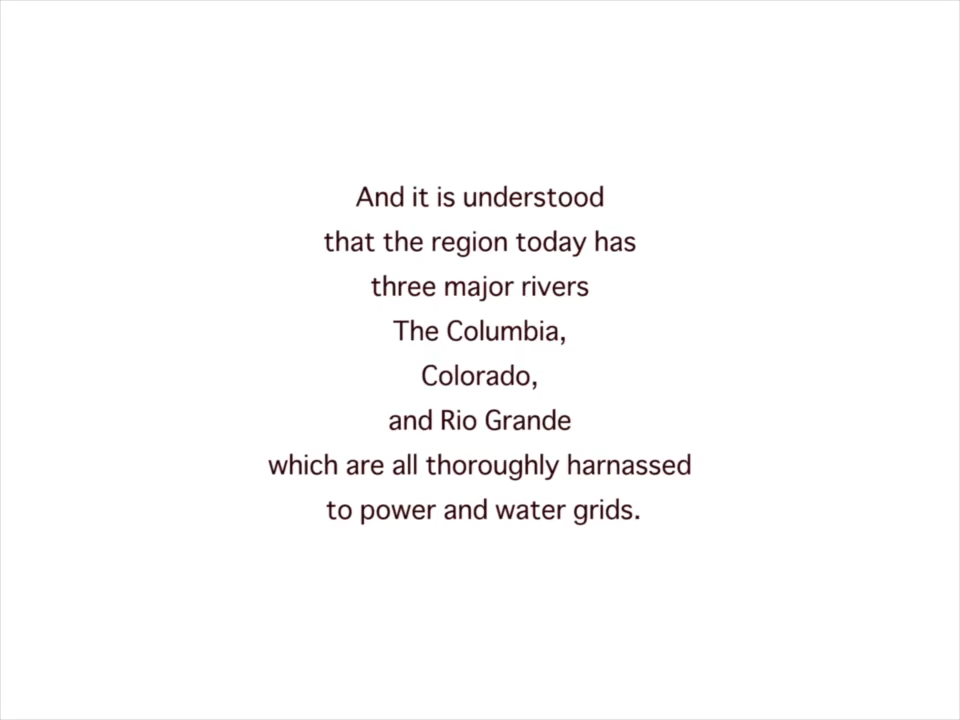 And it is understood
that the region today has
three major rivers
The Columbia,
Colorado,
and Rio Grande
which are all thoroughly harnassed
to power and water grids.